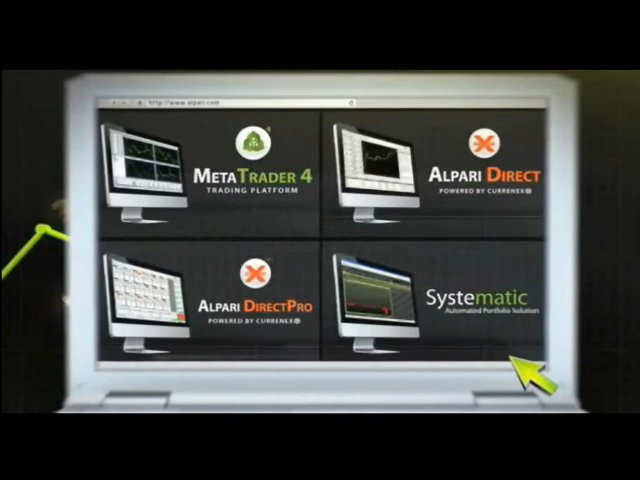 http://www.alpari.com
METATRADER 4
TRADING PLATFORM
ALPARI DIRECT
POWERED BY CURRENEX
ALPARI DIRECTPRO
POWERED BY CURRENEX
Systematic
Automated Portfolio Solution